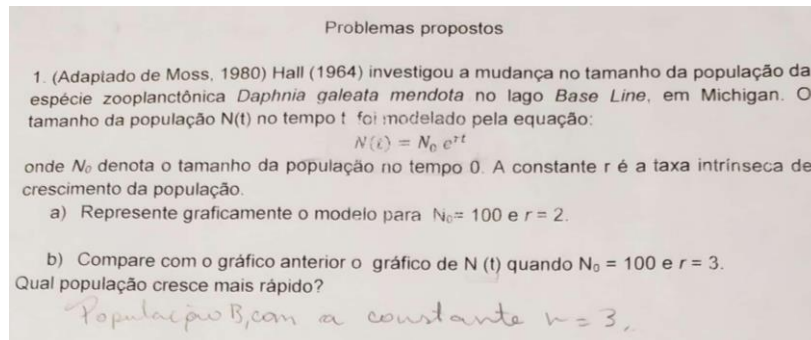 Problemas propostos
1. (Adaptado de Moss, 1980) Hall (1964) investigou a mudança no tamanho da população da
espécie zooplanctônica Daphnia galeata mendota no lago Base Line, em Michigan. O
tamanho da população N(t) no tempo t foi modelado pela equação:
N(t) = N₀ eʳᵗ
onde N₀ denota o tamanho da população no tempo 0. A constante r é a taxa intrínseca de
crescimento da população.
a) Represente graficamente o modelo para N₀= 100 e r = 2.
b) Compare com o gráfico anterior o gráfico de N (t) quando N₀ = 100 e r = 3.
Qual população cresce mais rápido?
População B, com a constante r = 3.